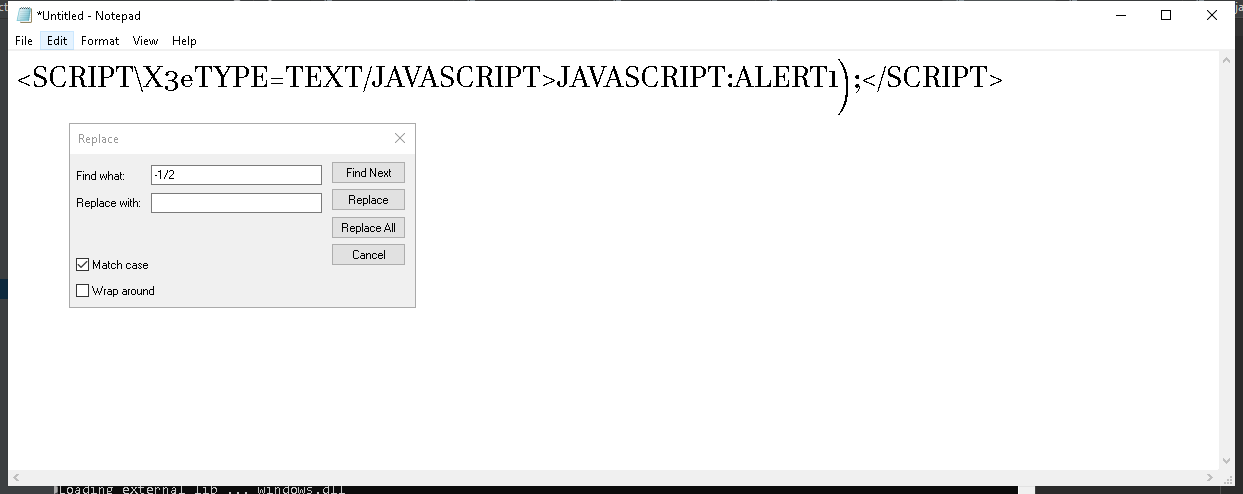 *Untitled - Notepad
File Edit Format View Help
<SCRIPT\X3eTYPE=TEXT/JAVASCRIPT>JAVASCRIPT:ALERT1);</SCRIPT>
Replace
Find what: -1/2 Find Next
Replace with: Replace
Replace All
Cancel
Match case
Wrap around
Loading external lib ... windows.dll